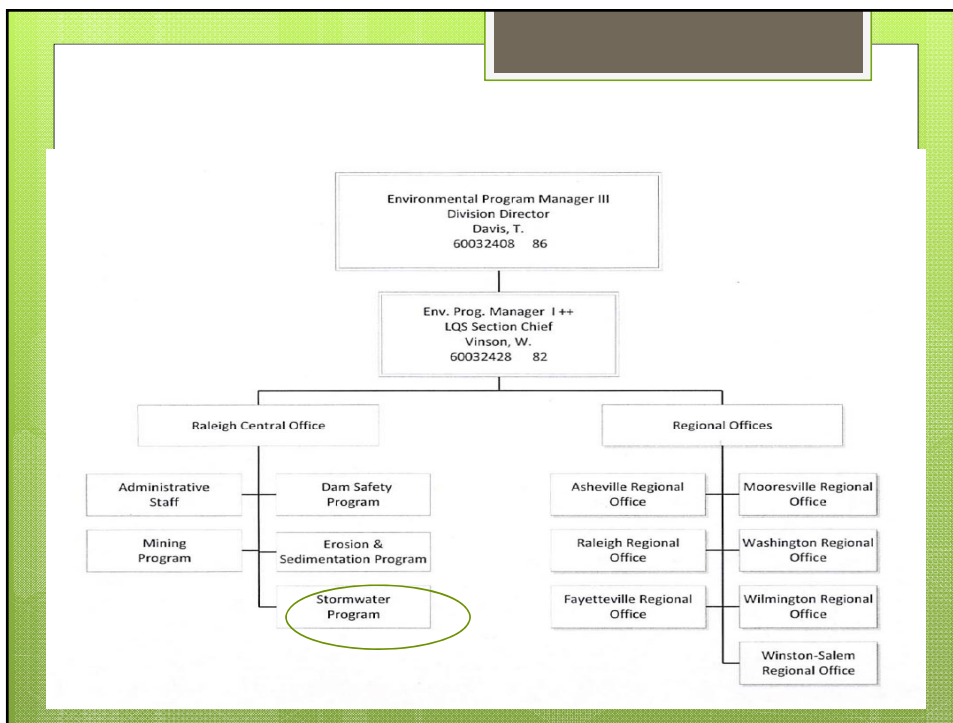 Environmental Program Manager III
Division Director
Davis, T.
60032408 86
Env. Prog. Manager I ++
LQS Section Chief
Vinson, W.
60032428 82
Raleigh Central Office
Regional Offices
Administrative
Staff
Dam Safety
Program
Mining
Program
Erosion &
Sedimentation Program
Stormwater
Program
Asheville Regional
Office
Mooresville Regional
Office
Raleigh Regional
Office
Washington Regional
Office
Fayetteville Regional
Office
Wilmington Regional
Office
Winston-Salem
Regional Office